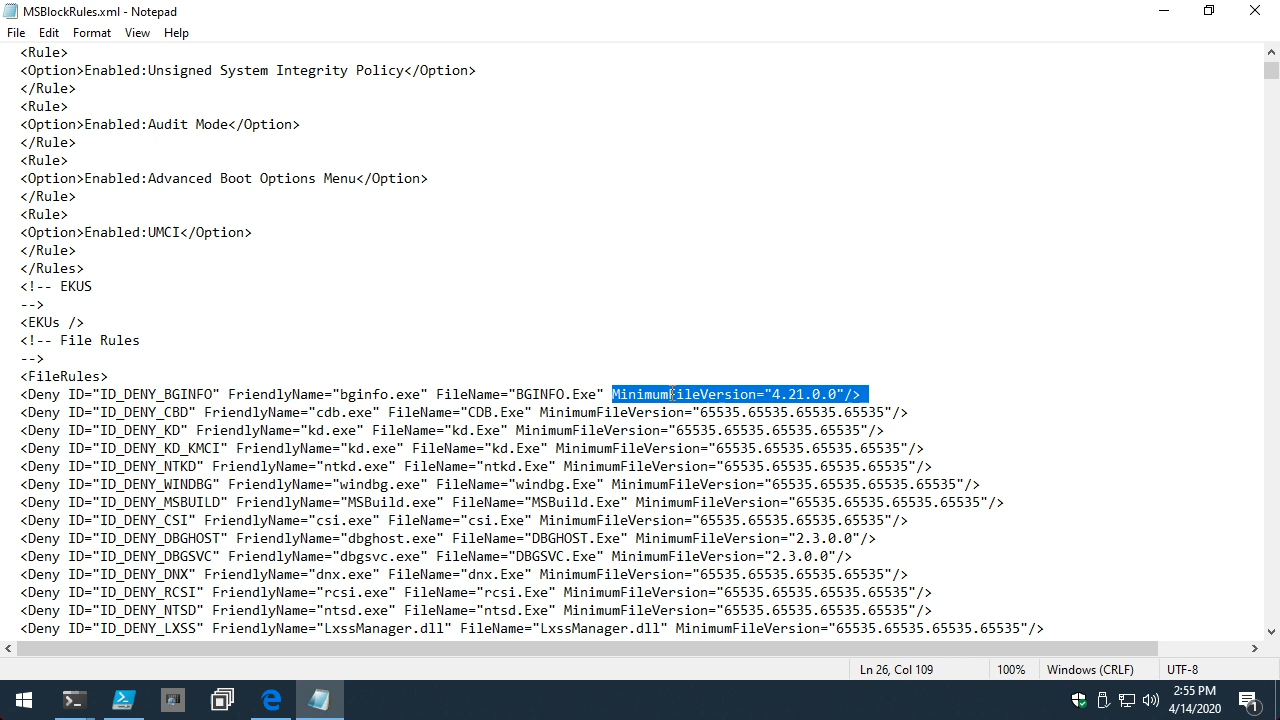 MSBlockRules.xml - Notepad
File Edit Format View Help
<Rule>
<Option>Enabled:Unsigned System Integrity Policy</Option>
</Rule>
<Rule>
<Option>Enabled:Audit Mode</Option>
</Rule>
<Rule>
<Option>Enabled:Advanced Boot Options Menu</Option>
</Rule>
<Rule>
<Option>Enabled:UMCI</Option>
</Rule>
</Rules>
<!-- EKUS
-->
<EKUs />
<!-- File Rules
-->
<FileRules>
<Deny ID="ID_DENY_BGINFO" FriendlyName="bginfo.exe" FileName="BGINFO.Exe" MinimumFileVersion="4.21.0.0"/>
<Deny ID="ID_DENY_CBD" FriendlyName="cdb.exe" FileName="CDB.Exe" MinimumFileVersion="65535.65535.65535.65535"/>
<Deny ID="ID_DENY_KD" FriendlyName="kd.exe" FileName="kd.Exe" MinimumFileVersion="65535.65535.65535.65535"/>
<Deny ID="ID_DENY_KD_KMCI" FriendlyName="kd.exe" FileName="kd.Exe" MinimumFileVersion="65535.65535.65535.65535"/>
<Deny ID="ID_DENY_NTKD" FriendlyName="ntkd.exe" FileName="ntkd.Exe" MinimumFileVersion="65535.65535.65535.65535"/>
<Deny ID="ID_DENY_WINDBG" FriendlyName="windbg.exe" FileName="windbg.Exe" MinimumFileVersion="65535.65535.65535.65535"/>
<Deny ID="ID_DENY_MSBUILD" FriendlyName="MSBuild.exe" FileName="MSBuild.Exe" MinimumFileVersion="65535.65535.65535.65535"/>
<Deny ID="ID_DENY_CSI" FriendlyName="csi.exe" FileName="csi.Exe" MinimumFileVersion="65535.65535.65535.65535"/>
<Deny ID="ID_DENY_DBGHOST" FriendlyName="dbghost.exe" FileName="DBGHOST.Exe" MinimumFileVersion="2.3.0.0"/>
<Deny ID="ID_DENY_DBGSVC" FriendlyName="dbgsvc.exe" FileName="DBGSVC.Exe" MinimumFileVersion="2.3.0.0"/>
<Deny ID="ID_DENY_DNX" FriendlyName="dnx.exe" FileName="dnx.Exe" MinimumFileVersion="65535.65535.65535.65535"/>
<Deny ID="ID_DENY_RCSI" FriendlyName="rcsi.exe" FileName="rcsi.Exe" MinimumFileVersion="65535.65535.65535.65535"/>
<Deny ID="ID_DENY_NTSD" FriendlyName="ntsd.exe" FileName="ntsd.Exe" MinimumFileVersion="65535.65535.65535.65535"/>
<Deny ID="ID_DENY_LXSS" FriendlyName="LxssManager.dll" FileName="LxssManager.dll" MinimumFileVersion="65535.65535.65535.65535"/>
Ln 26, Col 109 100% Windows (CRLF) UTF-8
2:55 PM
4/14/2020
1